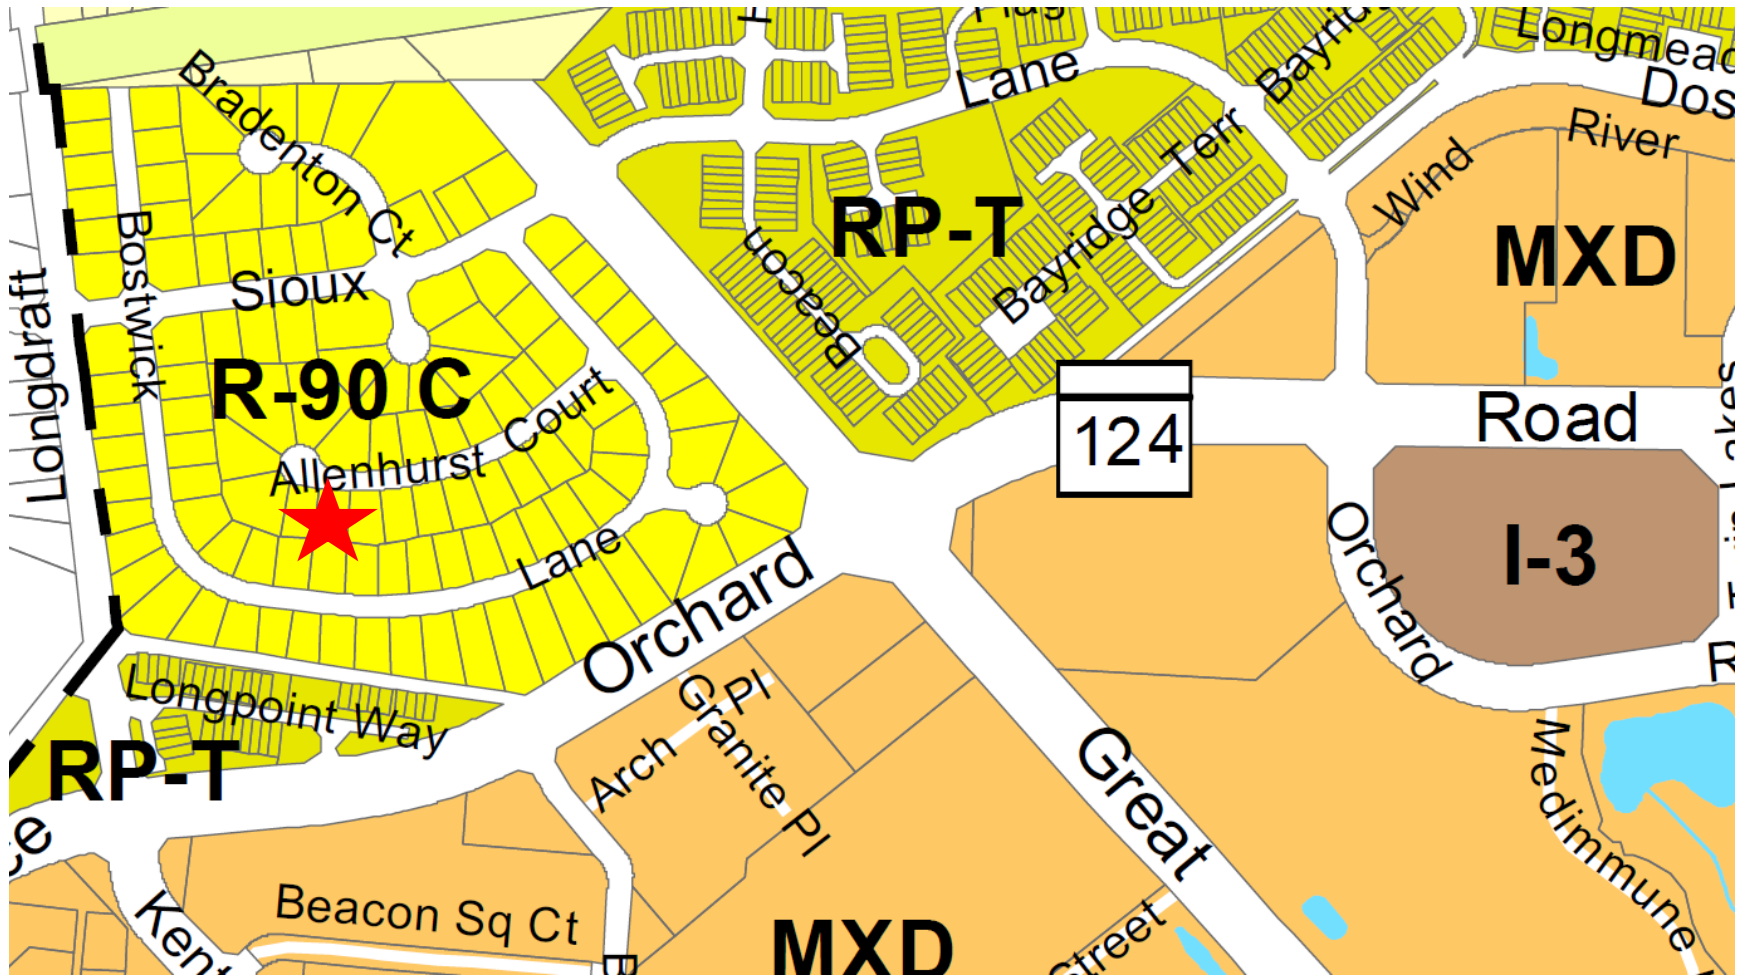 Longmead
Bayridge
Lane
Dos
River
Bradenton Ct
Terr
Wind
Bostwick
RP-T
Bayridge
MXD
Sioux
Beacon
Longdraft
R-90 C
Road
124
Allenhurst Court
Orchard
I-3
Lane
Orchard
Longpoint Way
Granite Pl
Arch Pl
RP-T
Great
Medimmune
Kent
Beacon Sq Ct
MXD
Street